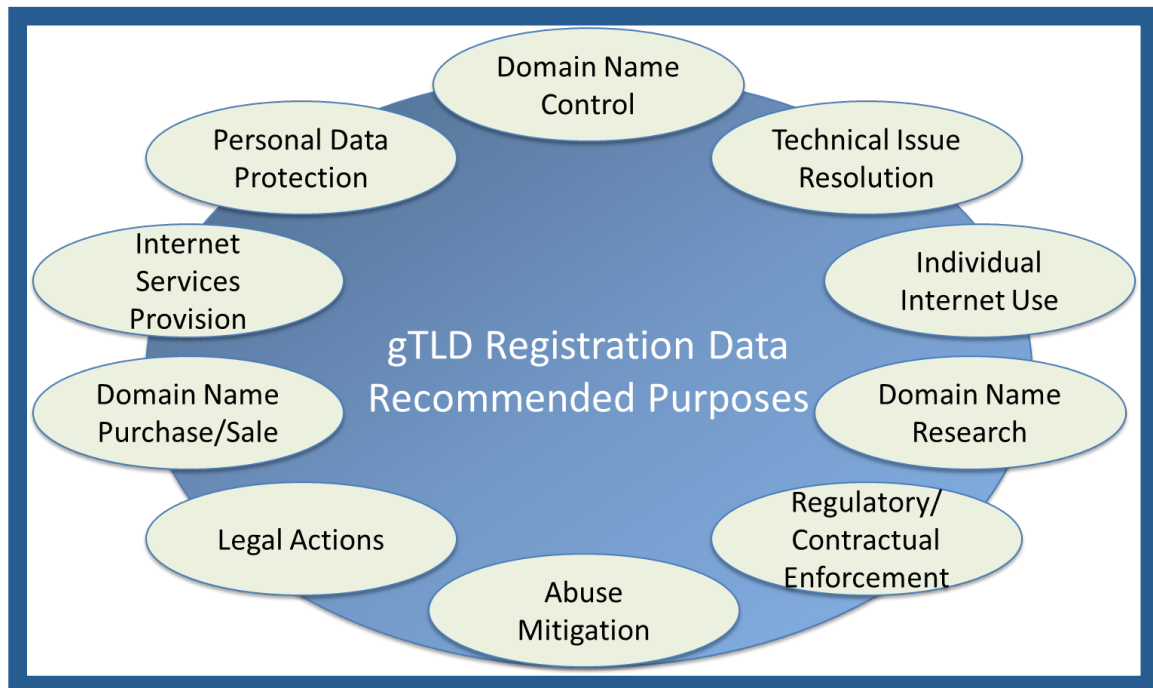 Domain Name
Control
Personal Data
Protection
Technical Issue
Resolution
Internet
Services
Provision
Individual
Internet Use
gTLD Registration Data
Recommended Purposes
Domain Name
Purchase/Sale
Domain Name
Research
Legal Actions
Regulatory/
Contractual
Enforcement
Abuse
Mitigation